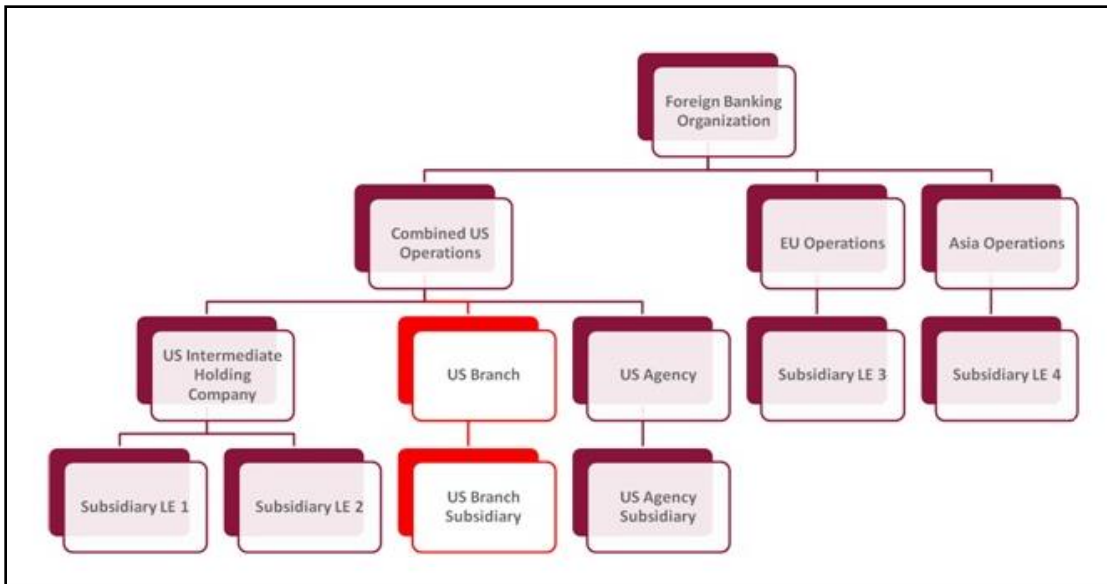 Foreign Banking
Organization
Combined US
Operations
EU Operations
Asia Operations
US Intermediate
Holding
Company
US Branch
US Agency
Subsidiary LE 3
Subsidiary LE 4
Subsidiary LE 1
Subsidiary LE 2
US Branch
Subsidiary
US Agency
Subsidiary